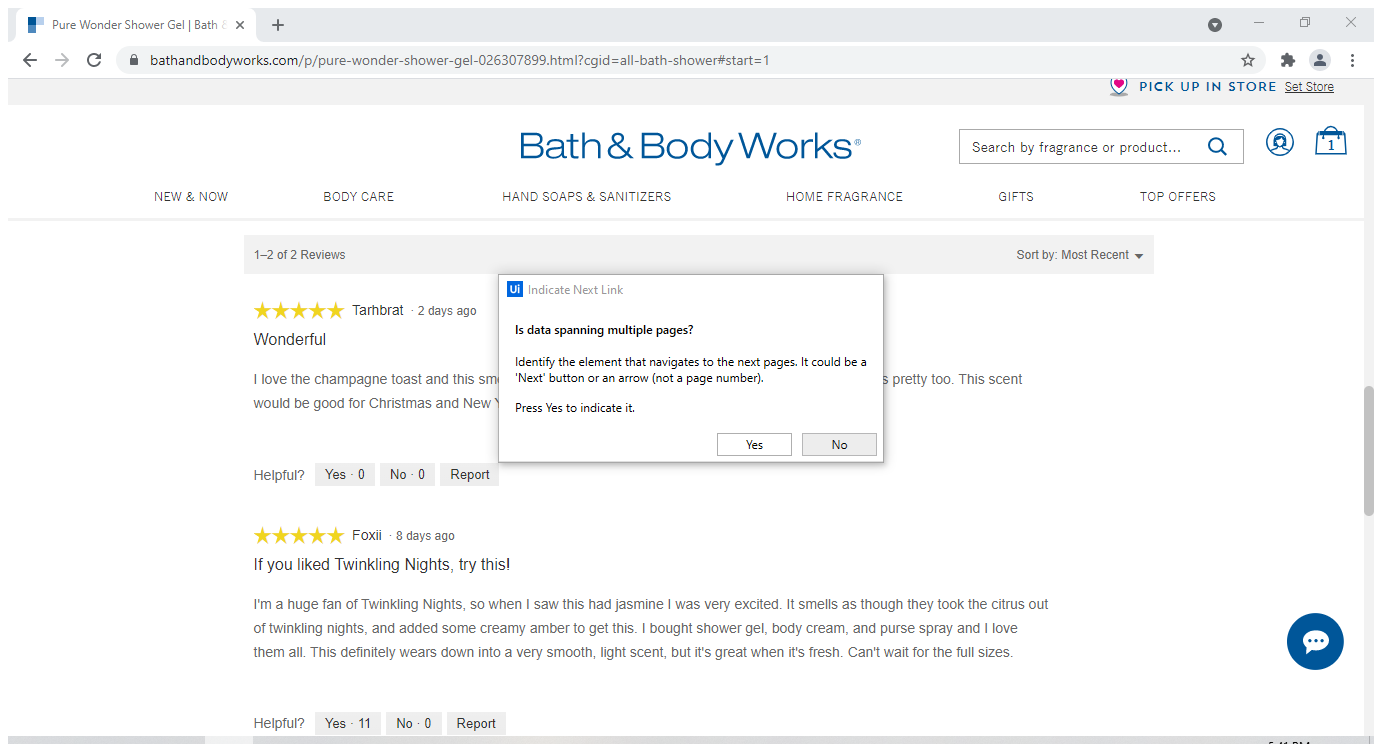 Pure Wonder Shower Gel | Bath &
bathandbodyworks.com/p/pure-wonder-shower-gel-026307899.html?cgid=all-bath-shower#start=1
PICK UP IN STORE Set Store
Bath & Body Works®
Search by fragrance or product...
1
NEW & NOW BODY CARE HAND SOAPS & SANITIZERS HOME FRAGRANCE GIFTS TOP OFFERS
1–2 of 2 Reviews Sort by: Most Recent
Ui Indicate Next Link
Is data spanning multiple pages?
Identify the element that navigates to the next pages. It could be a
'Next' button or an arrow (not a page number).
Press Yes to indicate it.
Yes No
Tarhbrat · 2 days ago
Wonderful
I love the champagne toast and this pretty too. This scent
would be good for Christmas and New
Helpful? Yes · 0 No · 0 Report
Foxii · 8 days ago
If you liked Twinkling Nights, try this!
I'm a huge fan of Twinkling Nights, so when I saw this had jasmine I was very excited. It smells as though they took the citrus out
of twinkling nights, and added some creamy amber to get this. I bought shower gel, body cream, and purse spray and I love
them all. This definitely wears down into a very smooth, light scent, but it's great when it's fresh. Can't wait for the full sizes.
Helpful? Yes · 11 No · 0 Report